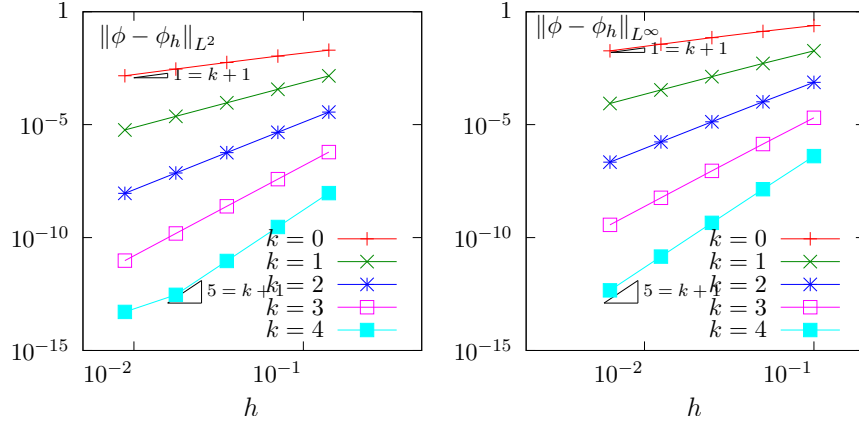 1
10⁻⁵
10⁻¹⁰
10⁻¹⁵
10⁻² 10⁻¹
h
‖ϕ − ϕₕ‖_{L²}
1 = k + 1
k = 0
k = 1
k = 2
k = 3
k = 4
5 = k + 1
1
10⁻⁵
10⁻¹⁰
10⁻¹⁵
10⁻² 10⁻¹
h
‖ϕ − ϕₕ‖_{L^∞}
1 = k + 1
k = 0
k = 1
k = 2
k = 3
k = 4
5 = k + 1